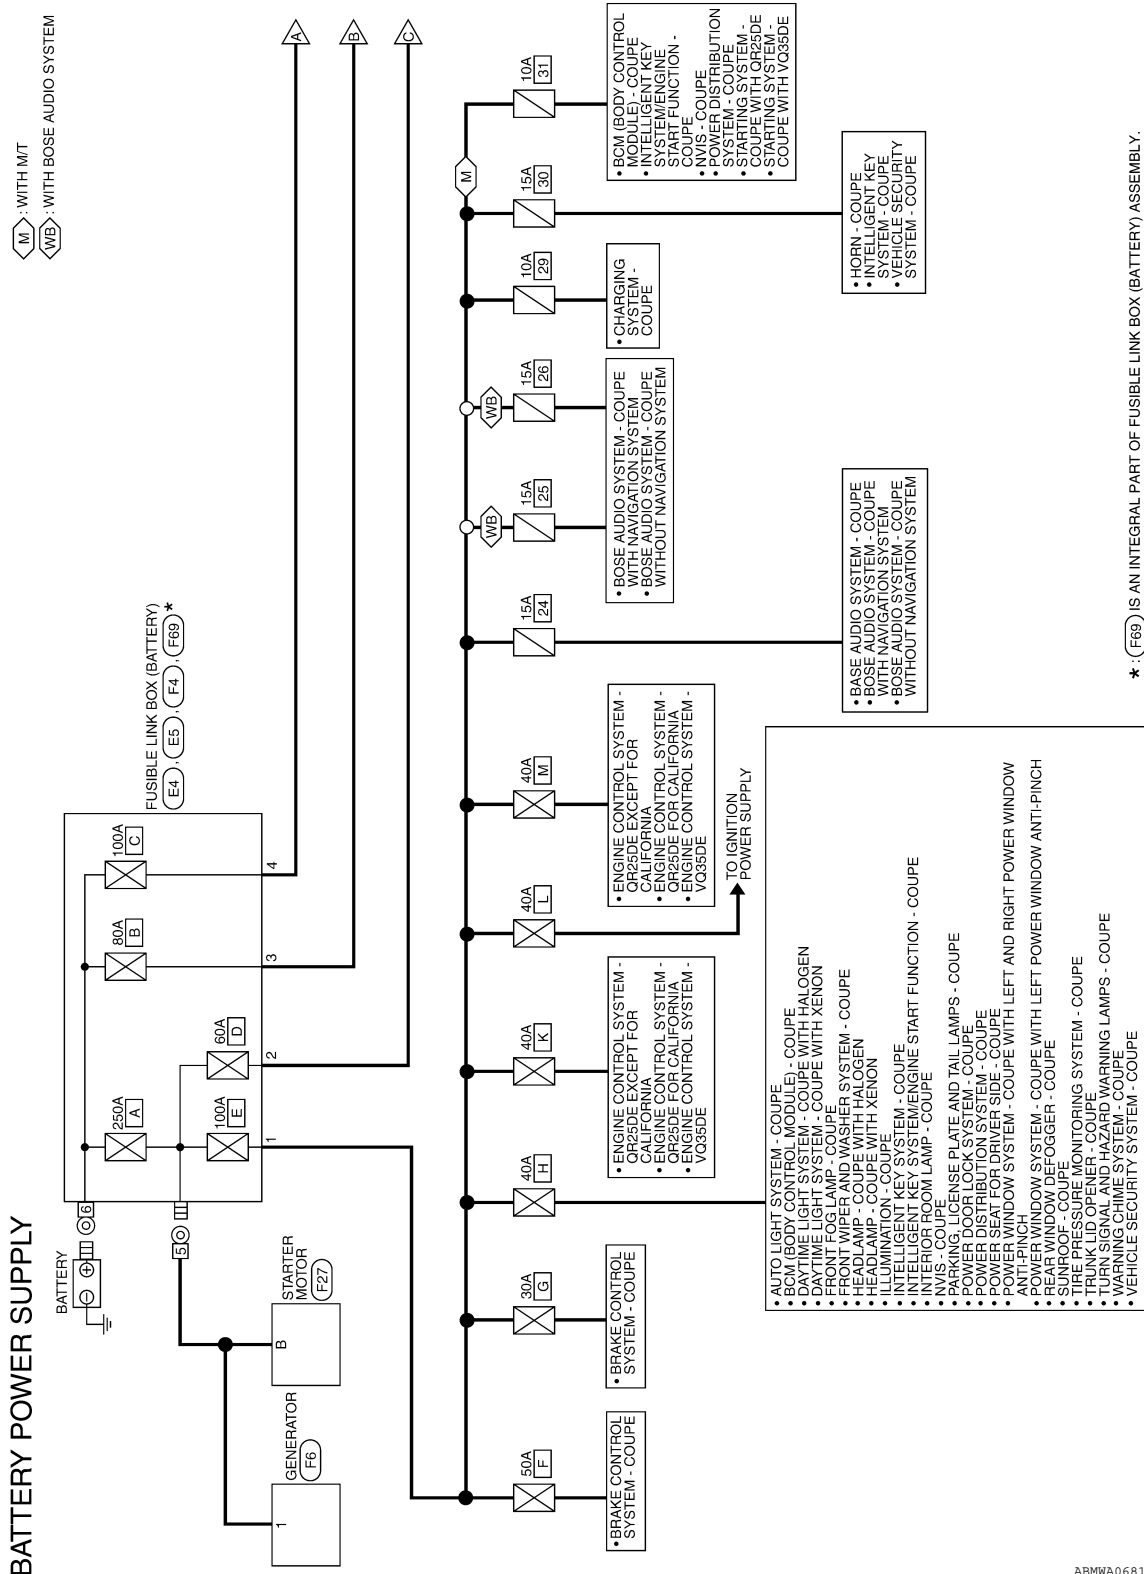 BATTERY POWER SUPPLY
M : WITH M/T
WB : WITH BOSE AUDIO SYSTEM
BATTERY
6
5
250A
A
100A
E
60A
D
80A
B
100A
C
1
2
3
4
FUSIBLE LINK BOX (BATTERY)
E4 , E5 , F4 , F69 *
A
B
C
GENERATOR
F6
1
STARTER
MOTOR
F27
B
50A
F
• BRAKE CONTROL
SYSTEM - COUPE
30A
G
• BRAKE CONTROL
SYSTEM - COUPE
40A
H
• AUTO LIGHT SYSTEM - COUPE
• BCM (BODY CONTROL MODULE) - COUPE
• DAYTIME LIGHT SYSTEM - COUPE WITH HALOGEN
• DAYTIME LIGHT SYSTEM - COUPE WITH XENON
• FRONT FOG LAMP - COUPE
• FRONT WIPER AND WASHER SYSTEM - COUPE
• HEADLAMP - COUPE WITH HALOGEN
• HEADLAMP - COUPE WITH XENON
• ILLUMINATION - COUPE
• INTELLIGENT KEY SYSTEM - COUPE
• INTELLIGENT KEY SYSTEM/ENGINE START FUNCTION - COUPE
• INTERIOR ROOM LAMP - COUPE
• NVIS - COUPE
• PARKING, LICENSE PLATE AND TAIL LAMPS - COUPE
• POWER DOOR LOCK SYSTEM - COUPE
• POWER DISTRIBUTION SYSTEM - COUPE
• POWER SEAT FOR DRIVER SIDE - COUPE
• POWER WINDOW SYSTEM - COUPE WITH LEFT AND RIGHT POWER WINDOW
ANTI-PINCH
• POWER WINDOW SYSTEM - COUPE WITH LEFT POWER WINDOW ANTI-PINCH
• REAR WINDOW DEFOGGER - COUPE
• SUNROOF - COUPE
• TIRE PRESSURE MONITORING SYSTEM - COUPE
• TRUNK LID OPENER - COUPE
• TURN SIGNAL AND HAZARD WARNING LAMPS - COUPE
• WARNING CHIME SYSTEM - COUPE
• VEHICLE SECURITY SYSTEM - COUPE
40A
K
• ENGINE CONTROL SYSTEM -
QR25DE EXCEPT FOR
CALIFORNIA
• ENGINE CONTROL SYSTEM -
QR25DE FOR CALIFORNIA
• ENGINE CONTROL SYSTEM -
VQ35DE
40A
L
TO IGNITION
POWER SUPPLY
40A
M
• ENGINE CONTROL SYSTEM -
QR25DE EXCEPT FOR
CALIFORNIA
• ENGINE CONTROL SYSTEM -
QR25DE FOR CALIFORNIA
• ENGINE CONTROL SYSTEM -
VQ35DE
15A
24
• BASE AUDIO SYSTEM - COUPE
• BOSE AUDIO SYSTEM - COUPE
WITH NAVIGATION SYSTEM
• BOSE AUDIO SYSTEM - COUPE
WITHOUT NAVIGATION SYSTEM
WB
15A
25
WB
15A
26
• BOSE AUDIO SYSTEM - COUPE
WITH NAVIGATION SYSTEM
• BOSE AUDIO SYSTEM - COUPE
WITHOUT NAVIGATION SYSTEM
10A
29
• CHARGING
SYSTEM -
COUPE
15A
30
• HORN - COUPE
• INTELLIGENT KEY
SYSTEM - COUPE
• VEHICLE SECURITY
SYSTEM - COUPE
M
10A
31
• BCM (BODY CONTROL
MODULE) - COUPE
• INTELLIGENT KEY
SYSTEM/ENGINE
START FUNCTION -
COUPE
• NVIS - COUPE
• POWER DISTRIBUTION
SYSTEM - COUPE
• STARTING SYSTEM -
COUPE WITH QR25DE
• STARTING SYSTEM -
COUPE WITH VQ35DE
* : F69 IS AN INTEGRAL PART OF FUSIBLE LINK BOX (BATTERY) ASSEMBLY.